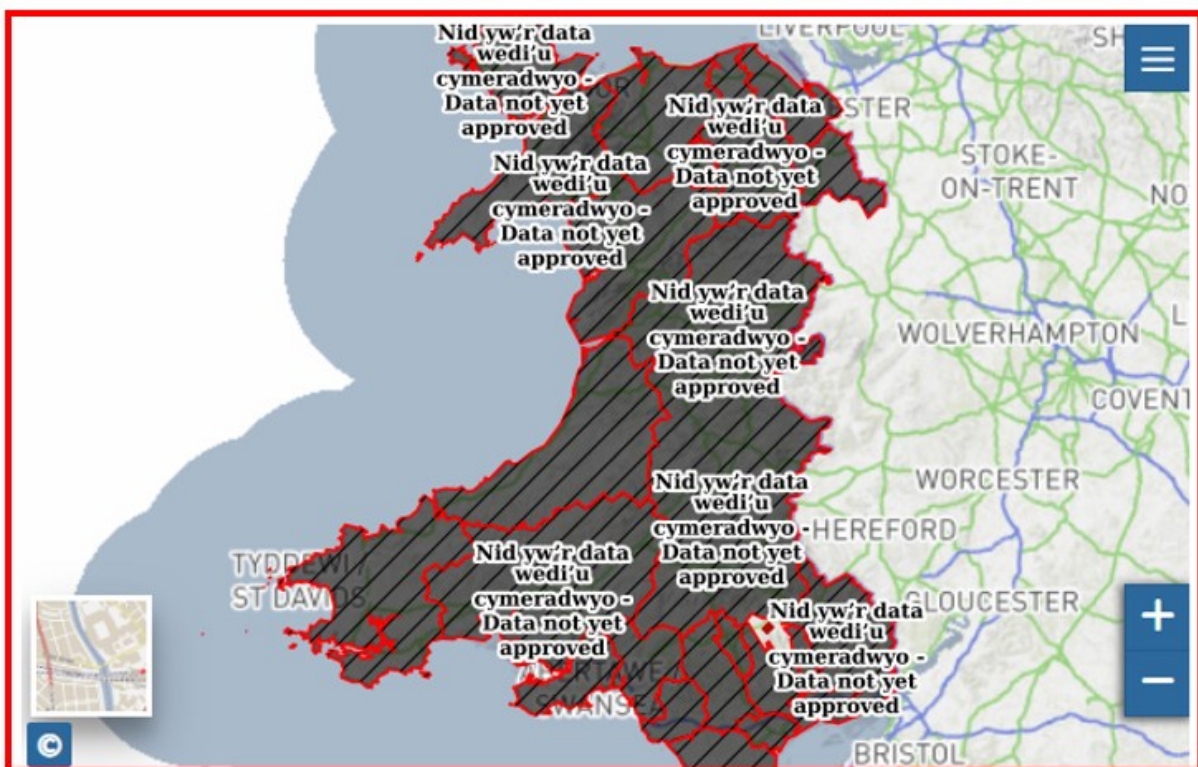 Nid yw'r data
wedi'u
cymeradwyo -
Data not yet
approved
LIVERPOOL
SH
Nid yw'r data
wedi'u
cymeradwyo -
Data not yet
approved
STOKE-
ON-TRENT
NO
Nid yw'r data
wedi'u
cymeradwyo -
Data not yet
approved
Nid yw'r data
wedi'u
cymeradwyo -
Data not yet
approved
WOLVERHAMPTON
L
COVENT
Nid yw'r data
wedi'u
cymeradwyo -
Data not yet
approved
WORCESTER
HEREFORD
TYDDEWI /
ST DAVIDS
Nid yw'r data
wedi'u
cymeradwyo -
Data not yet
approved
GLOUCESTER
Nid yw'r data
wedi'u
cymeradwyo -
Data not yet
approved
SWANSEA
BRISTOL
+
−
©